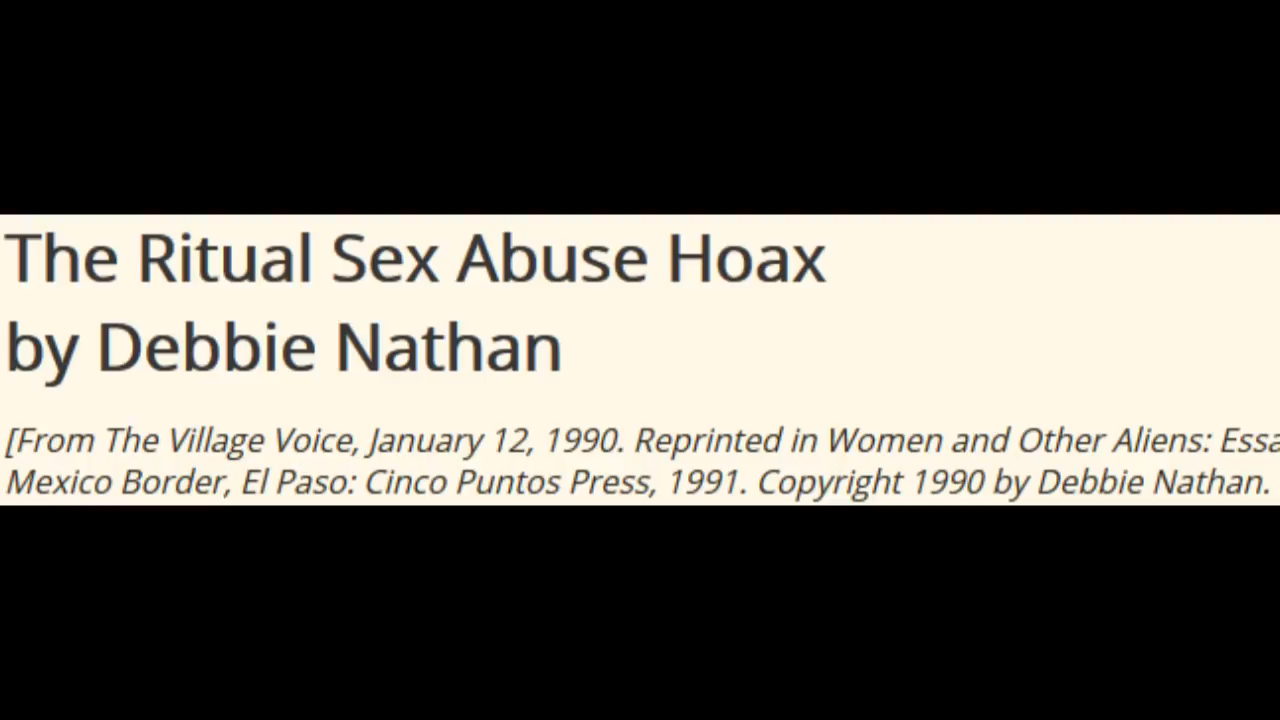 The Ritual Sex Abuse Hoax
by Debbie Nathan
[From The Village Voice, January 12, 1990. Reprinted in Women and Other Aliens: Essa
Mexico Border, El Paso: Cinco Puntos Press, 1991. Copyright 1990 by Debbie Nathan.